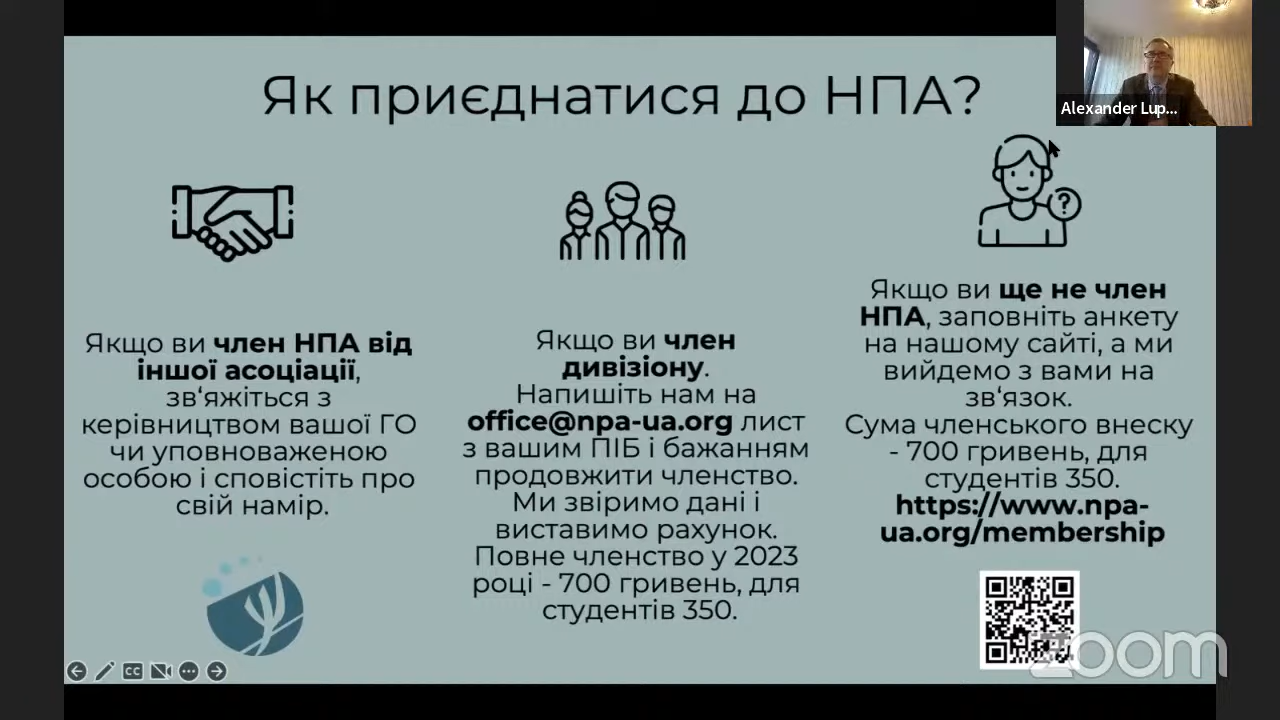 Як приєднатися до НПА?
Alexander Lup...
Якщо ви член НПА від
іншої асоціації,
зв‘яжіться з
керівництвом вашої ГО
чи уповноваженою
особою і сповістіть про
свій намір.
Якщо ви член
дивізіону.
Напишіть нам на
office@npa-ua.org лист
з вашим ПІБ і бажанням
продовжити членство.
Ми звіримо дані і
виставимо рахунок.
Повне членство у 2023
році - 700 гривень, для
студентів 350.
?
Якщо ви ще не член
НПА, заповніть анкету
на нашому сайті, а ми
вийдемо з вами на
зв‘язок.
Сума членського внеску
- 700 гривень, для
студентів 350.
https://www.npa-
ua.org/membership
CC
zoom